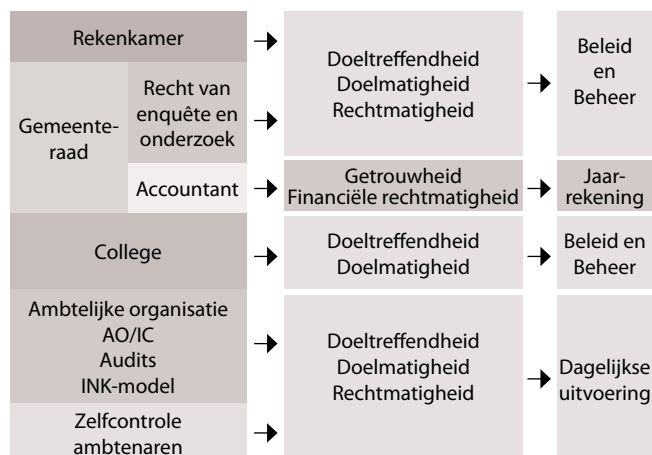 Rekenkamer
Gemeente-
raad
Recht van
enquête en
onderzoek
Doeltreffendheid
Doelmatigheid
Rechtmatigheid
Beleid
en
Beheer
Accountant
Getrouwheid
Financiële rechtmatigheid
Jaar-
rekening
College
Doeltreffendheid
Doelmatigheid
Beleid en
Beheer
Ambtelijke organisatie
AO/IC
Audits
INK-model
Zelfcontrole
ambtenaren
Doeltreffendheid
Doelmatigheid
Rechtmatigheid
Dagelijkse
uitvoering